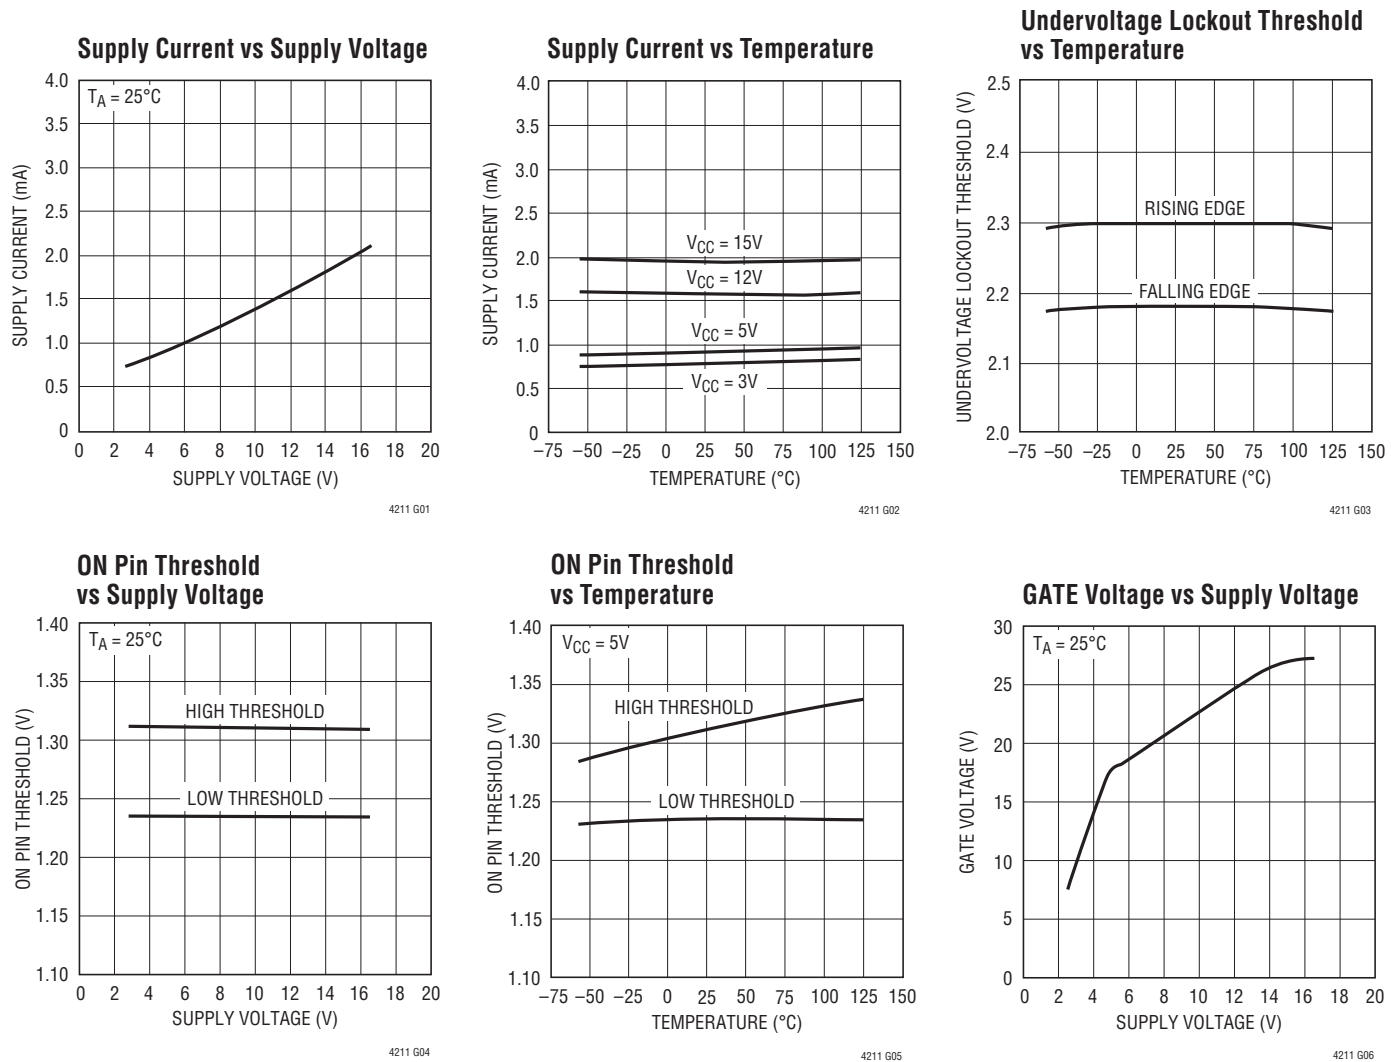 Supply Current vs Supply Voltage
4.0
3.5
3.0
2.5
2.0
1.5
1.0
0.5
0
TA = 25°C
SUPPLY CURRENT (mA)
0 2 4 6 8 10 12 14 16 18 20
SUPPLY VOLTAGE (V)
4211 G01
Supply Current vs Temperature
4.0
3.5
3.0
2.5
2.0
1.5
1.0
0.5
0
SUPPLY CURRENT (mA)
VCC = 15V
VCC = 12V
VCC = 5V
VCC = 3V
–75 –50 –25 0 25 50 75 100 125 150
TEMPERATURE (°C)
4211 G02
Undervoltage Lockout Threshold
vs Temperature
2.5
2.4
2.3
2.2
2.1
2.0
UNDERVOLTAGE LOCKOUT THRESHOLD (V)
RISING EDGE
FALLING EDGE
–75 –50 –25 0 25 50 75 100 125 150
TEMPERATURE (°C)
4211 G03
ON Pin Threshold
vs Supply Voltage
1.40
1.35
1.30
1.25
1.20
1.15
1.10
TA = 25°C
ON PIN THRESHOLD (V)
HIGH THRESHOLD
LOW THRESHOLD
0 2 4 6 8 10 12 14 16 18 20
SUPPLY VOLTAGE (V)
4211 G04
ON Pin Threshold
vs Temperature
1.40
1.35
1.30
1.25
1.20
1.15
1.10
VCC = 5V
ON PIN THRESHOLD (V)
HIGH THRESHOLD
LOW THRESHOLD
–75 –50 –25 0 25 50 75 100 125 150
TEMPERATURE (°C)
4211 G05
GATE Voltage vs Supply Voltage
30
25
20
15
10
5
0
TA = 25°C
GATE VOLTAGE (V)
0 2 4 6 8 10 12 14 16 18 20
SUPPLY VOLTAGE (V)
4211 G06